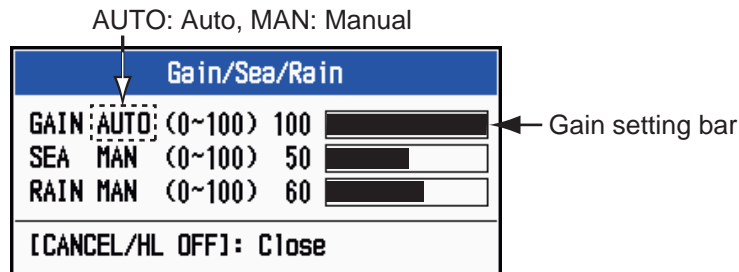 AUTO: Auto, MAN: Manual
Gain/Sea/Rain
GAIN AUTO (0~100) 100
Gain setting bar
SEA MAN (0~100) 50
RAIN MAN (0~100) 60
[CANCEL/HL OFF]: Close